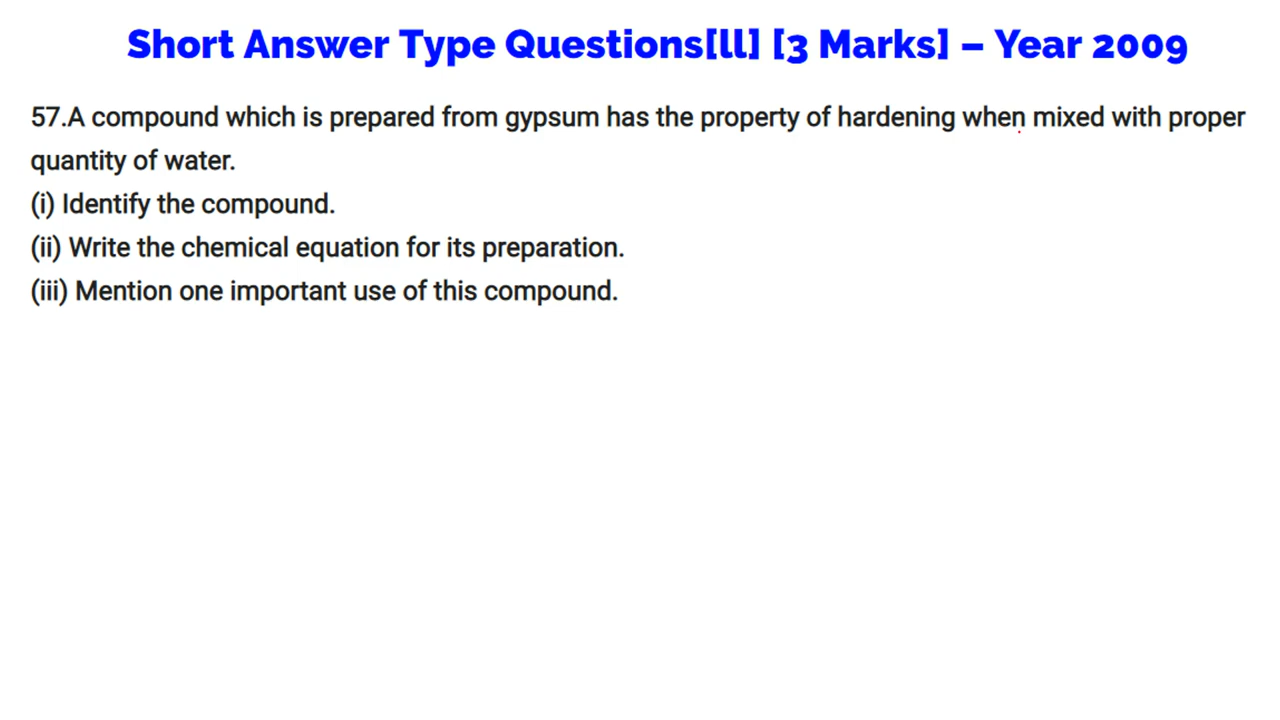 Short Answer Type Questions[ll] [3 Marks] – Year 2009
57.A compound which is prepared from gypsum has the property of hardening when mixed with proper
quantity of water.
(i) Identify the compound.
(ii) Write the chemical equation for its preparation.
(iii) Mention one important use of this compound.